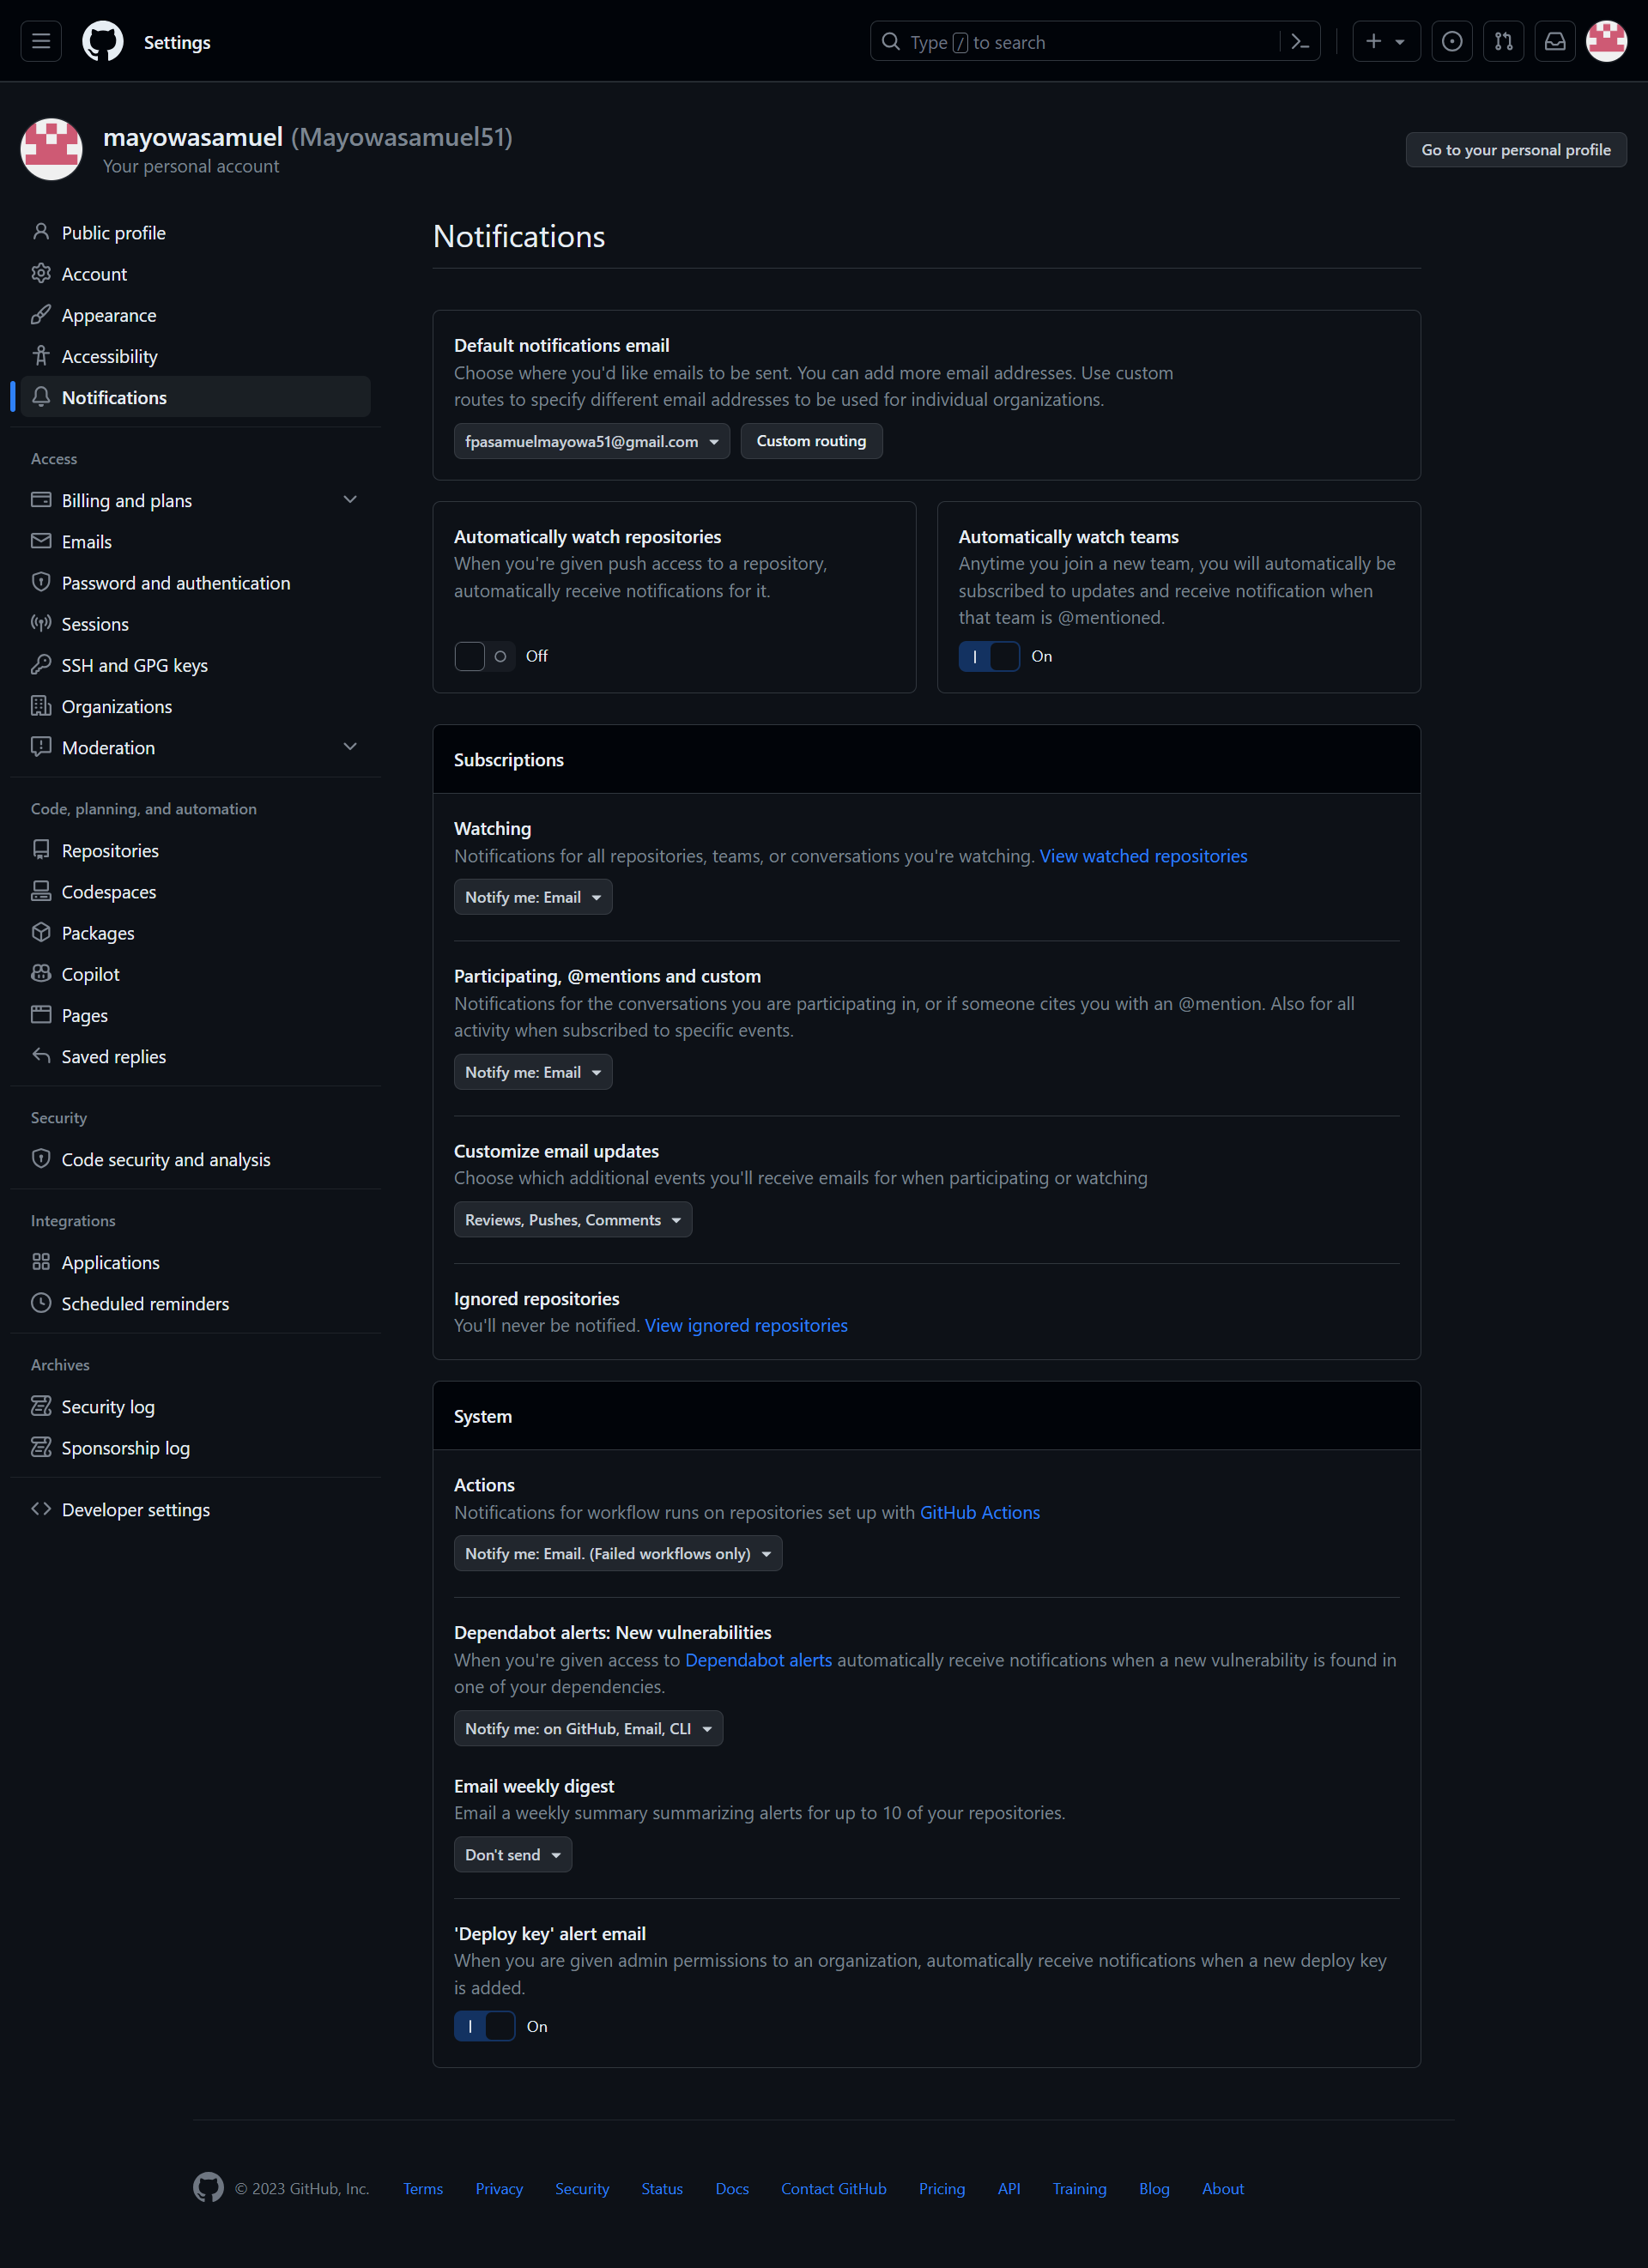 Settings
Type / to search
mayowasamuel (Mayowasamuel51)
Your personal account
Go to your personal profile
Public profile
Account
Appearance
Accessibility
Notifications
Access
Billing and plans
Emails
Password and authentication
Sessions
SSH and GPG keys
Organizations
Moderation
Code, planning, and automation
Repositories
Codespaces
Packages
Copilot
Pages
Saved replies
Security
Code security and analysis
Integrations
Applications
Scheduled reminders
Archives
Security log
Sponsorship log
Developer settings
Notifications
Default notifications email
Choose where you'd like emails to be sent. You can add more email addresses. Use custom
routes to specify different email addresses to be used for individual organizations.
fpasamuelmayowa51@gmail.com
Custom routing
Automatically watch repositories
When you're given push access to a repository,
automatically receive notifications for it.
Off
Automatically watch teams
Anytime you join a new team, you will automatically be
subscribed to updates and receive notification when
that team is @mentioned.
On
Subscriptions
Watching
Notifications for all repositories, teams, or conversations you're watching. View watched repositories
Notify me: Email
Participating, @mentions and custom
Notifications for the conversations you are participating in, or if someone cites you with an @mention. Also for all
activity when subscribed to specific events.
Notify me: Email
Customize email updates
Choose which additional events you'll receive emails for when participating or watching
Reviews, Pushes, Comments
Ignored repositories
You'll never be notified. View ignored repositories
System
Actions
Notifications for workflow runs on repositories set up with GitHub Actions
Notify me: Email. (Failed workflows only)
Dependabot alerts: New vulnerabilities
When you're given access to Dependabot alerts automatically receive notifications when a new vulnerability is found in
one of your dependencies.
Notify me: on GitHub, Email, CLI
Email weekly digest
Email a weekly summary summarizing alerts for up to 10 of your repositories.
Don't send
'Deploy key' alert email
When you are given admin permissions to an organization, automatically receive notifications when a new deploy key
is added.
On
© 2023 GitHub, Inc.
Terms
Privacy
Security
Status
Docs
Contact GitHub
Pricing
API
Training
Blog
About